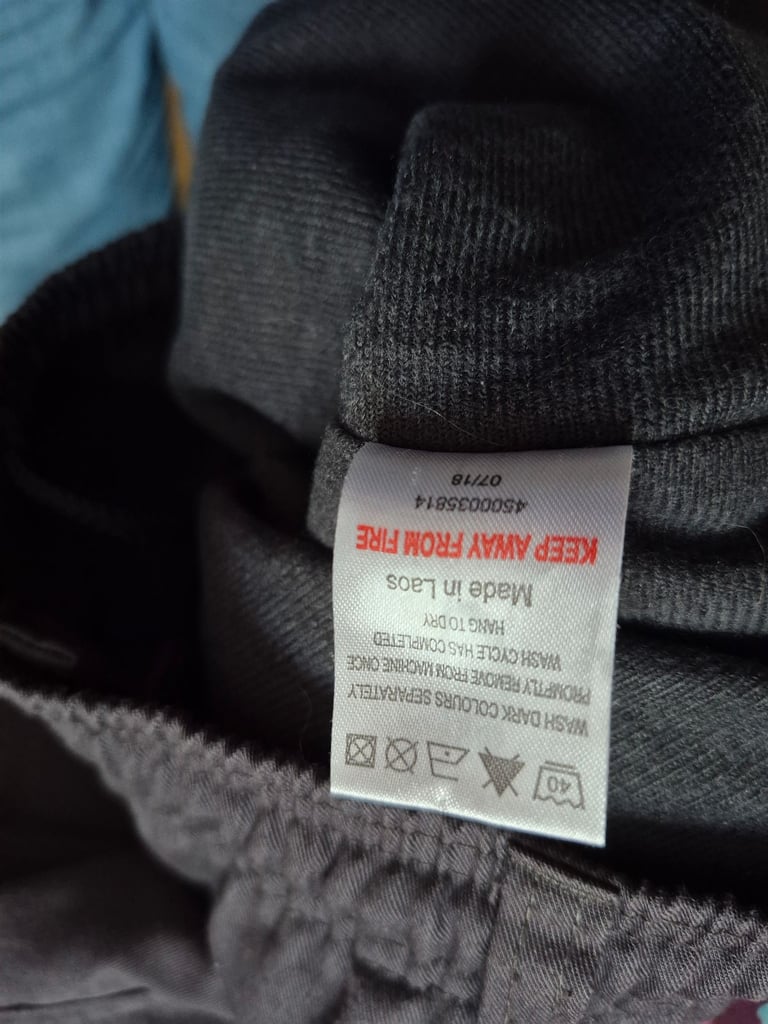 40
WASH DARK COLOURS SEPARATELY
PROMPTLY REMOVE FROM MACHINE ONCE
WASH CYCLE HAS COMPLETED
HANG TO DRY
Made in Laos
KEEP AWAY FROM FIRE
4500035814
07/18